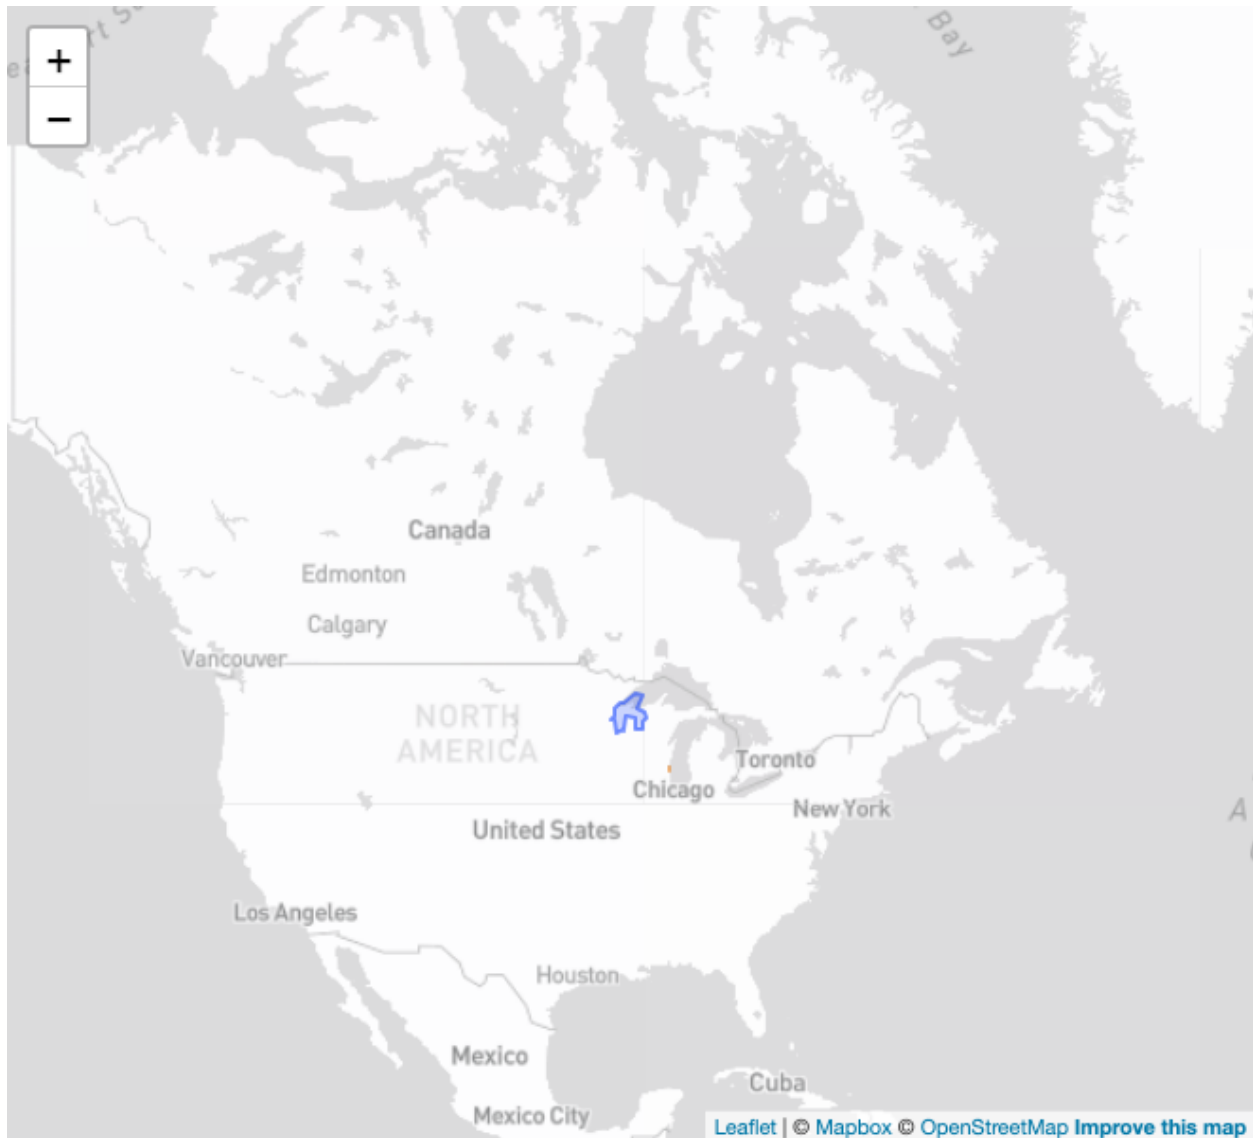 Bay
+
−
Canada
Edmonton
Calgary
Vancouver
NORTH
AMERICA
Toronto
Chicago
New York
United States
Los Angeles
Houston
Mexico
Cuba
Mexico City
Leaflet | © Mapbox © OpenStreetMap Improve this map